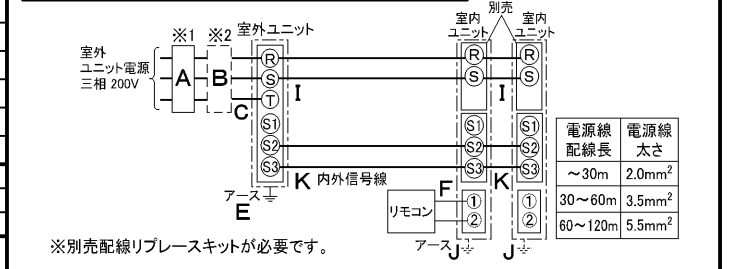 別売
※1 ※2 室外ユニット 室内ユニット 室内ユニット
室外
ユニット電源
三相 200V
A B C
R S T S1 S2 S3
I
R S S1 S2 S3
I
R S S1 S2 S3
K 内外信号線
K
アース
E
F
リモコン
① ②
① ②
アース J J
電源線配線長 電源線太さ
～30m 2.0mm²
30～60m 3.5mm²
60～120m 5.5mm²
※別売配線リプレースキットが必要です。